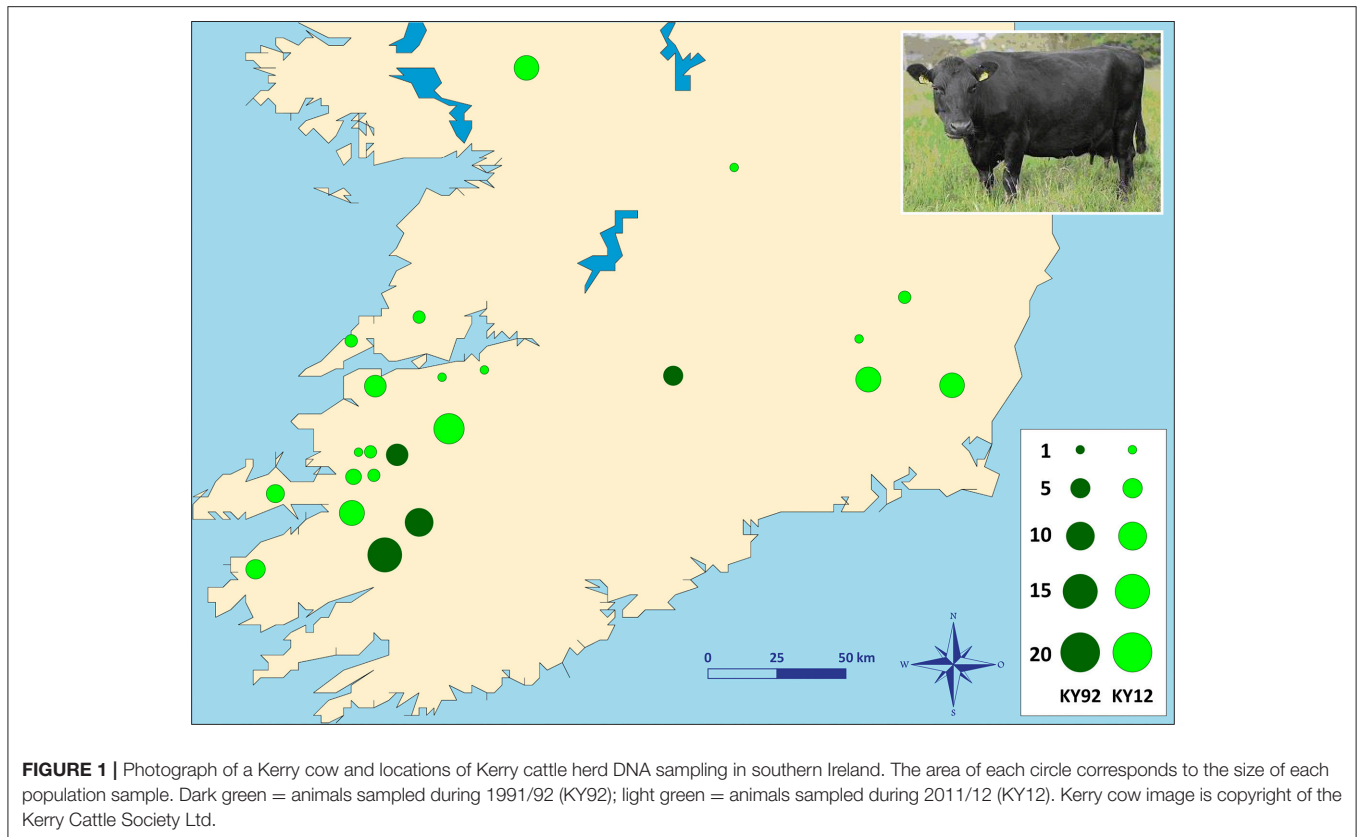 1
5
10
15
20
KY92 KY12
0 25 50 km
N
W O
S
FIGURE 1 | Photograph of a Kerry cow and locations of Kerry cattle herd DNA sampling in southern Ireland. The area of each circle corresponds to the size of each
population sample. Dark green = animals sampled during 1991/92 (KY92); light green = animals sampled during 2011/12 (KY12). Kerry cow image is copyright of the
Kerry Cattle Society Ltd.